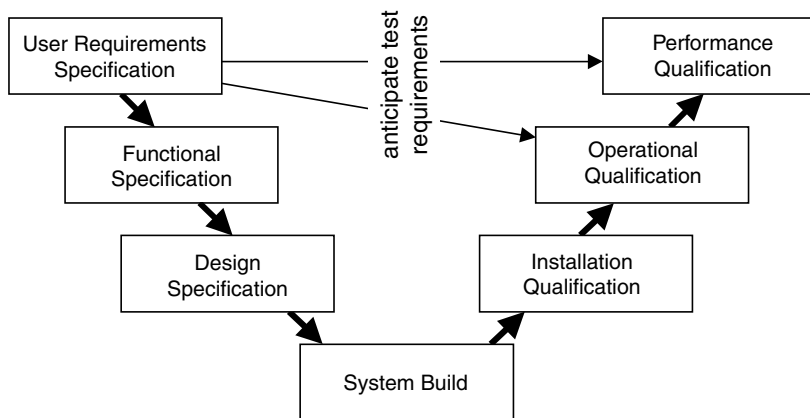 User Requirements
Specification
anticipate test
requirements
Performance
Qualification
Functional
Specification
Operational
Qualification
Design
Specification
Installation
Qualification
System Build